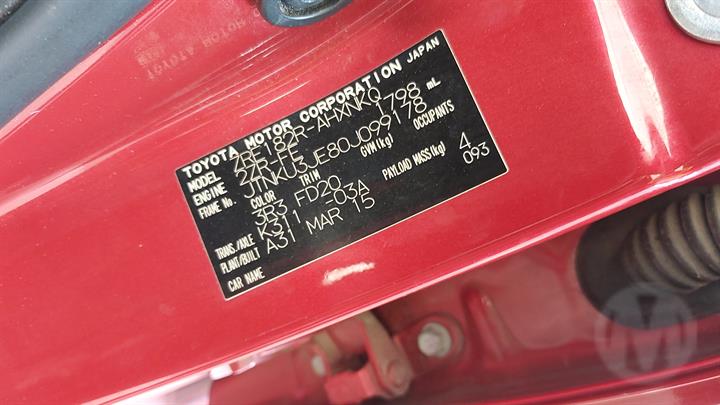 TOYOTA MOTOR CORPORATION JAPAN
MODEL ZRE182R-AHXNKQ
ENGINE 2ZR-FE 1798 mL
FRAME No. JTNKU3JE80J099178
COLOR TRIM GVM(kg) OCCUPANTS
3R3 FD20 4
TRANS./AXLE K311 -03A PAYLOAD MASS(kg) 093
PLANT/BUILT A31 MAR 15
CAR NAME
M